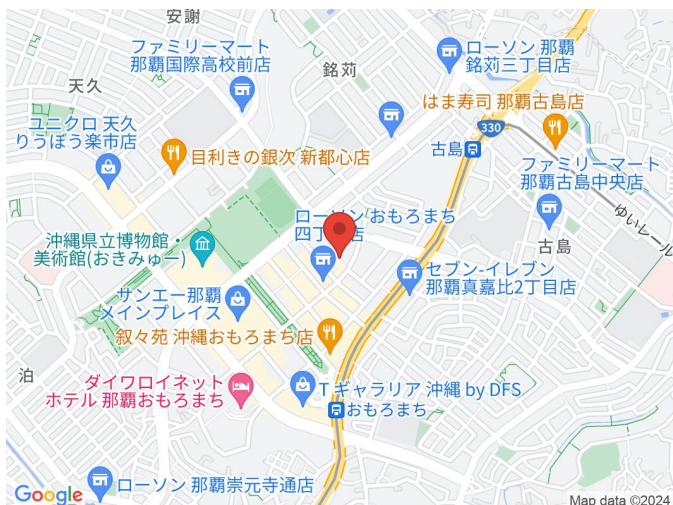 安謝
ファミリーマート
那覇国際高校前店
銘苅
ローソン 那覇
銘苅三丁目店
天久
はま寿司 那覇古島店
ユニクロ 天久
りうぼう楽市店
330
目利きの銀次 新都心店
古島
ファミリーマート
那覇古島中央店
ゆいレール
ローソン おもろまち
四丁 店
沖縄県立博物館・
美術館(おきみゅー)
古島
セブン-イレブン
那覇真嘉比2丁目店
サンエー那覇
メインプレイス
叙々苑 沖縄おもろまち店
泊
ダイワロイネット
ホテル 那覇おもろまち
T ギャラリア 沖縄 by DFS
おもろまち
ローソン 那覇崇元寺通店
Google
Map data ©2024